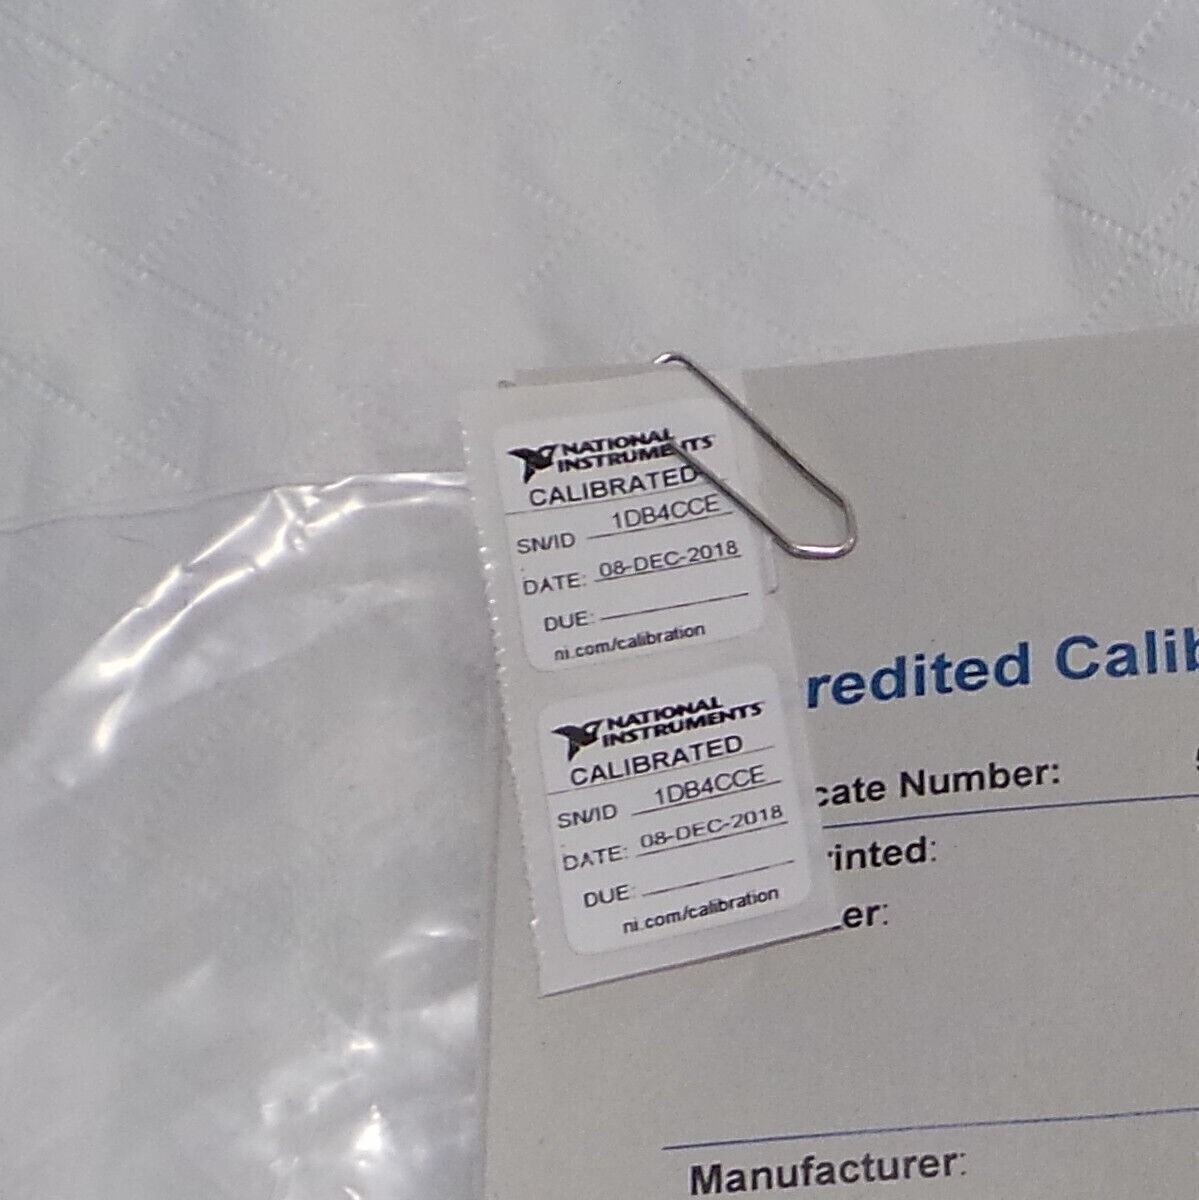 NATIONAL
INSTRUMENTS
CALIBRATED
SN/ID 1DB4CCE
DATE: 08-DEC-2018
DUE:
ni.com/calibration
NATIONAL
INSTRUMENTS
CALIBRATED
SN/ID 1DB4CCE
DATE: 08-DEC-2018
DUE:
ni.com/calibration
redited Calib
cate Number:
rinted:
er:
Manufacturer: